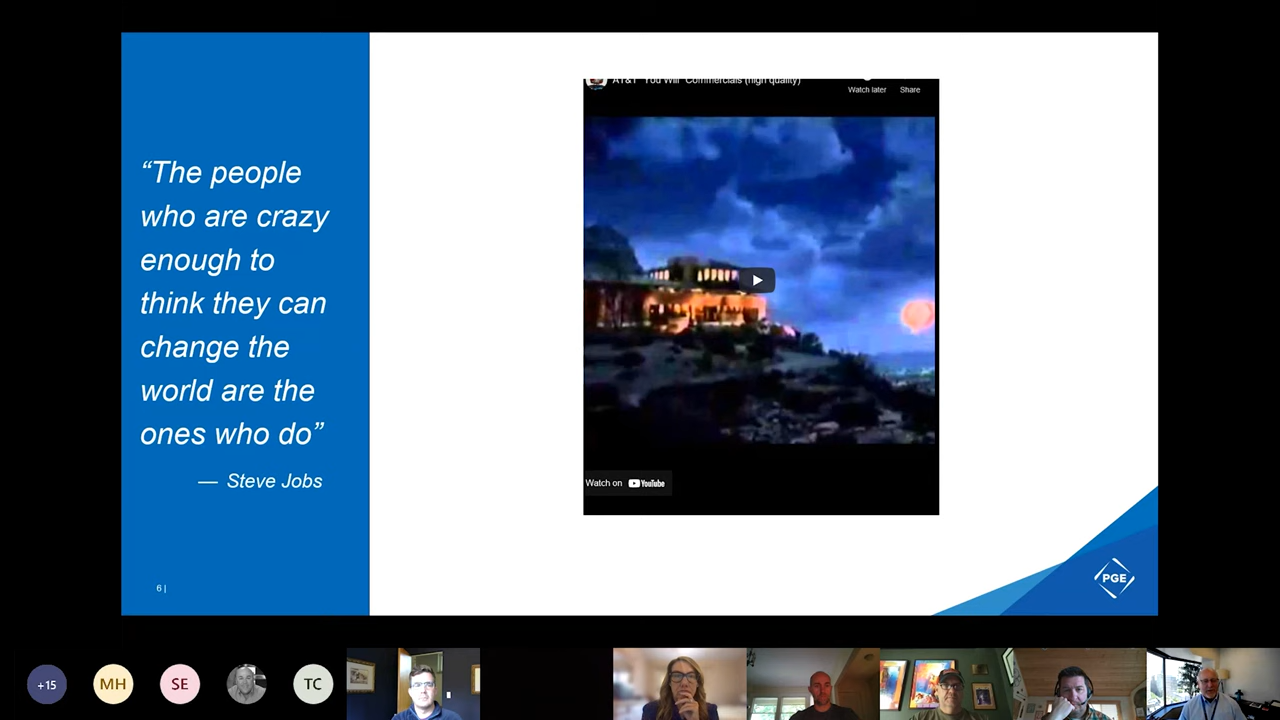 AT&T "You Will" Commercials (high quality)
Watch later
Share
“The people
who are crazy
enough to
think they can
change the
world are the
ones who do”
— Steve Jobs
Watch on YouTube
6 |
PGE
+15
MH
SE
TC